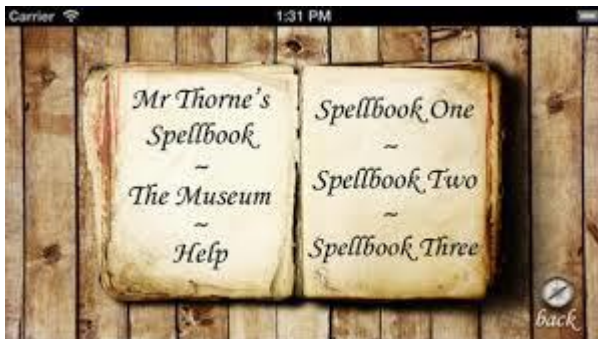 Carrier 1:31 PM
Mr Thorne's
Spellbook
~
The Museum
~
Help
Spellbook One
~
Spellbook Two
~
Spellbook Three
back